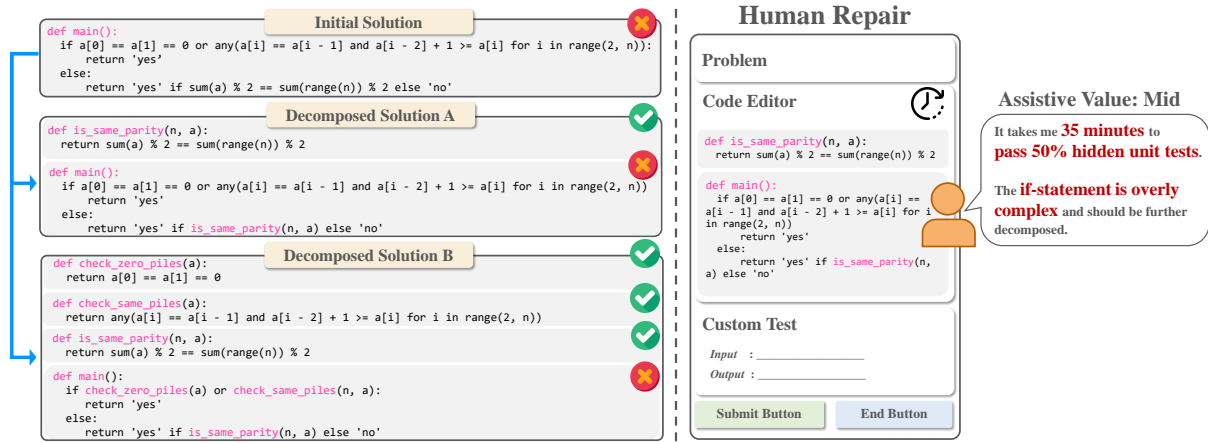 Initial Solution
def main():
if a[0] == a[1] == 0 or any(a[i] == a[i - 1] and a[i - 2] + 1 >= a[i] for i in range(2, n)):
return 'yes’
else:
return 'yes' if sum(a) % 2 == sum(range(n)) % 2 else 'no'
Decomposed Solution A
def is_same_parity(n, a):
return sum(a) % 2 == sum(range(n)) % 2
def main():
if a[0] == a[1] == 0 or any(a[i] == a[i - 1] and a[i - 2] + 1 >= a[i] for i in range(2, n))
return 'yes'
else:
return 'yes' if is_same_parity(n, a) else 'no'
Decomposed Solution B
def check_zero_piles(a):
return a[0] == a[1] == 0
def check_same_piles(a):
return any(a[i] == a[i - 1] and a[i - 2] + 1 >= a[i] for i in range(2, n))
def is_same_parity(n, a):
return sum(a) % 2 == sum(range(n)) % 2
def main():
if check_zero_piles(a) or check_same_piles(n, a):
return 'yes'
else:
return 'yes' if is_same_parity(n, a) else 'no'
Human Repair
Problem
Code Editor
def is_same_parity(n, a):
return sum(a) % 2 == sum(range(n)) % 2
def main():
if a[0] == a[1] == 0 or any(a[i] ==
a[i - 1] and a[i - 2] + 1 >= a[i] for i
in range(2, n))
return 'yes'
else:
return 'yes' if is_same_parity(n,
a) else 'no'
Custom Test
Input :
Output :
Submit Button
End Button
Assistive Value: Mid
It takes me 35 minutes to
pass 50% hidden unit tests.
The if-statement is overly
complex and should be further
decomposed.